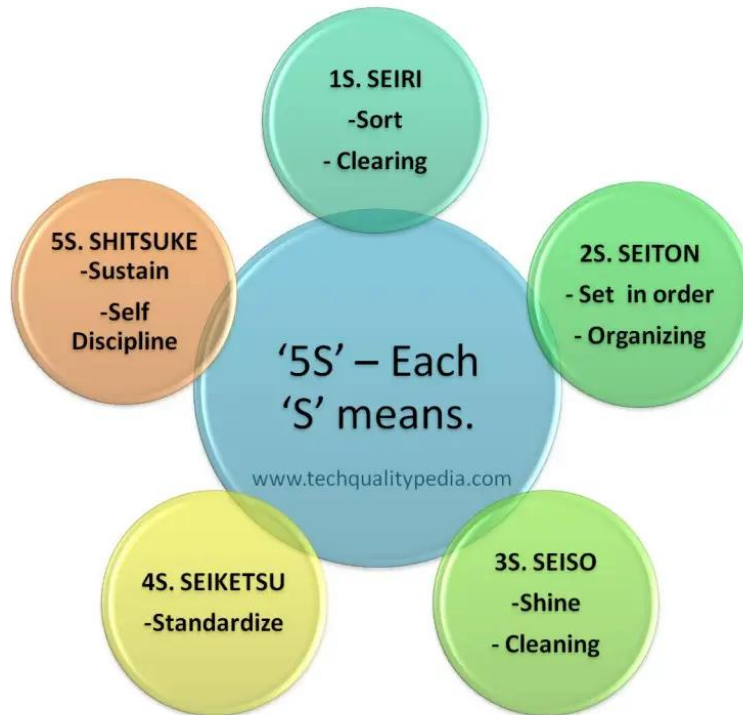 1S. SEIRI
-Sort
- Clearing
2S. SEITON
- Set in order
- Organizing
3S. SEISO
-Shine
- Cleaning
4S. SEIKETSU
-Standardize
5S. SHITSUKE
-Sustain
-Self
Discipline
‘5S’ – Each
‘S’ means.
www.techqualitypedia.com